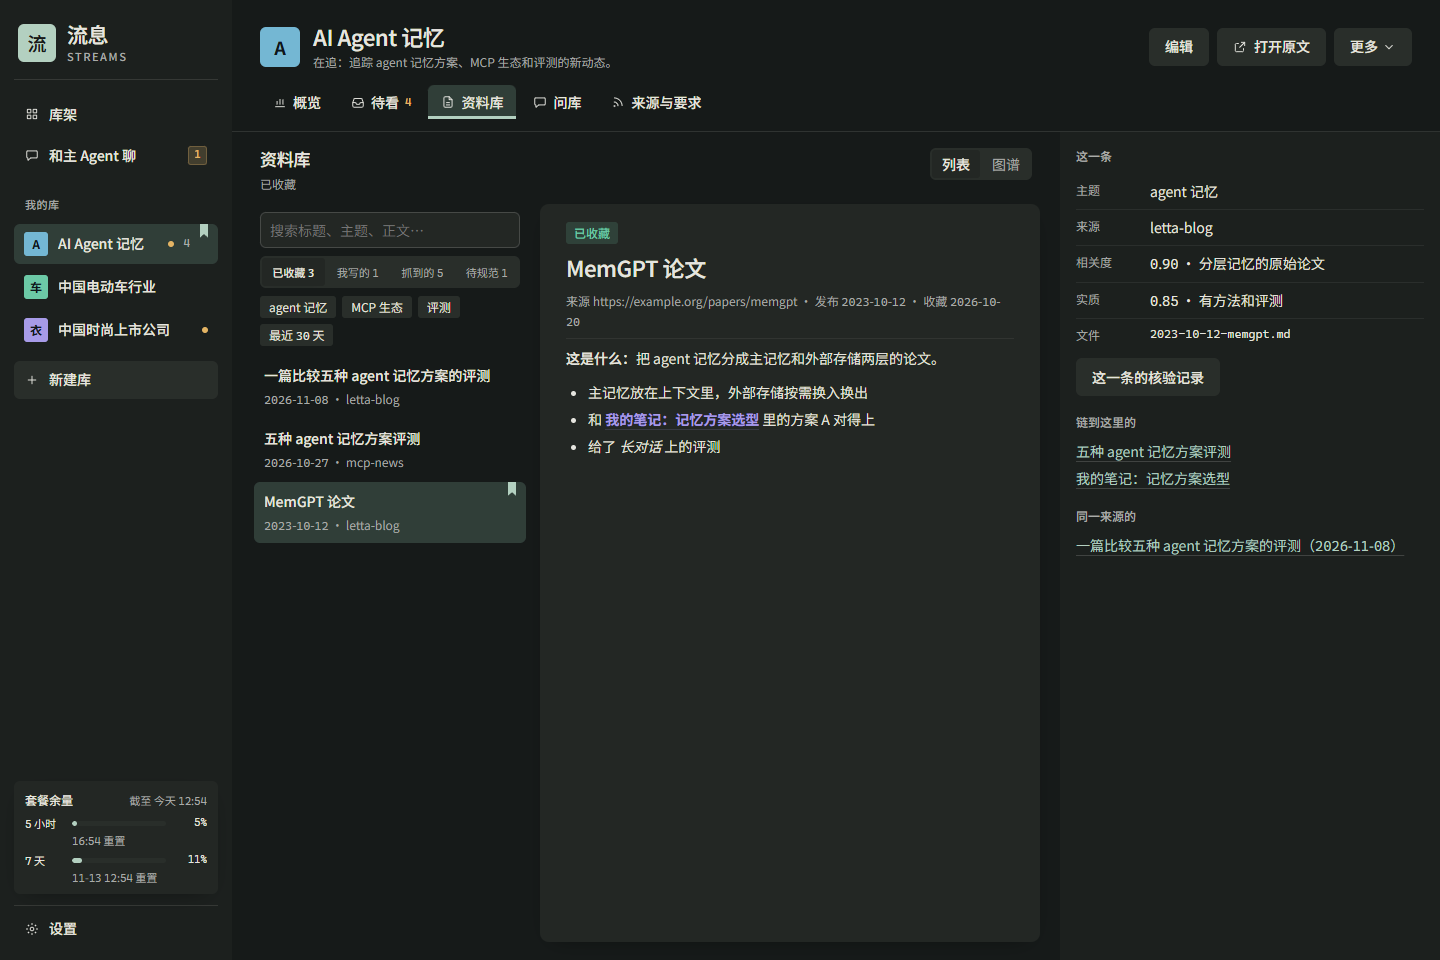 流
流息
STREAMS
库架
和主 Agent 聊
1
我的库
A
AI Agent 记忆
4
车
中国电动车行业
衣
中国时尚上市公司
新建库
套餐余量
截至 今天 12:54
5 小时
5%
16:54 重置
7 天
11%
11-13 12:54 重置
设置
A
AI Agent 记忆
在追：追踪 agent 记忆方案、MCP 生态和评测的新动态。
编辑
打开原文
更多
概览
待看 4
资料库
问库
来源与要求
资料库
已收藏
列表
图谱
搜索标题、主题、正文…
已收藏 3
我写的 1
抓到的 5
待规范 1
agent 记忆
MCP 生态
评测
最近 30 天
一篇比较五种 agent 记忆方案的评测
2026-11-08 • letta-blog
五种 agent 记忆方案评测
2026-10-27 • mcp-news
MemGPT 论文
2023-10-12 • letta-blog
已收藏
MemGPT 论文
来源 https://example.org/papers/memgpt • 发布 2023-10-12 • 收藏 2026-10-
20
这是什么：把 agent 记忆分成主记忆和外部存储两层的论文。
• 主记忆放在上下文里，外部存储按需换入换出
• 和 我的笔记：记忆方案选型 里的方案 A 对得上
• 给了 长对话 上的评测
这一条
主题
agent 记忆
来源
letta-blog
相关度
0.90 • 分层记忆的原始论文
实质
0.85 • 有方法和评测
文件
2023-10-12-memgpt.md
这一条的核验记录
链到这里的
五种 agent 记忆方案评测
我的笔记：记忆方案选型
同一来源的
一篇比较五种 agent 记忆方案的评测（2026-11-08）